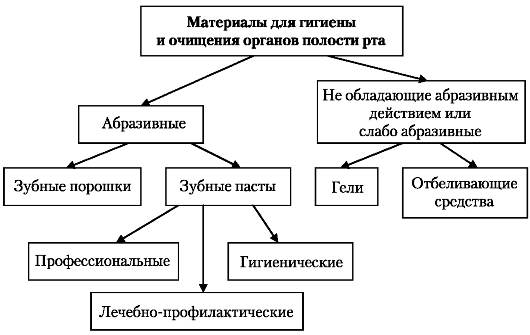 Материалы для гигиены
и очищения органов полости рта
Абразивные
Не обладающие абразивным
действием или
слабо абразивные
Зубные порошки
Зубные пасты
Гели
Отбеливающие
средства
Профессиональные
Гигиенические
Лечебно-профилактические